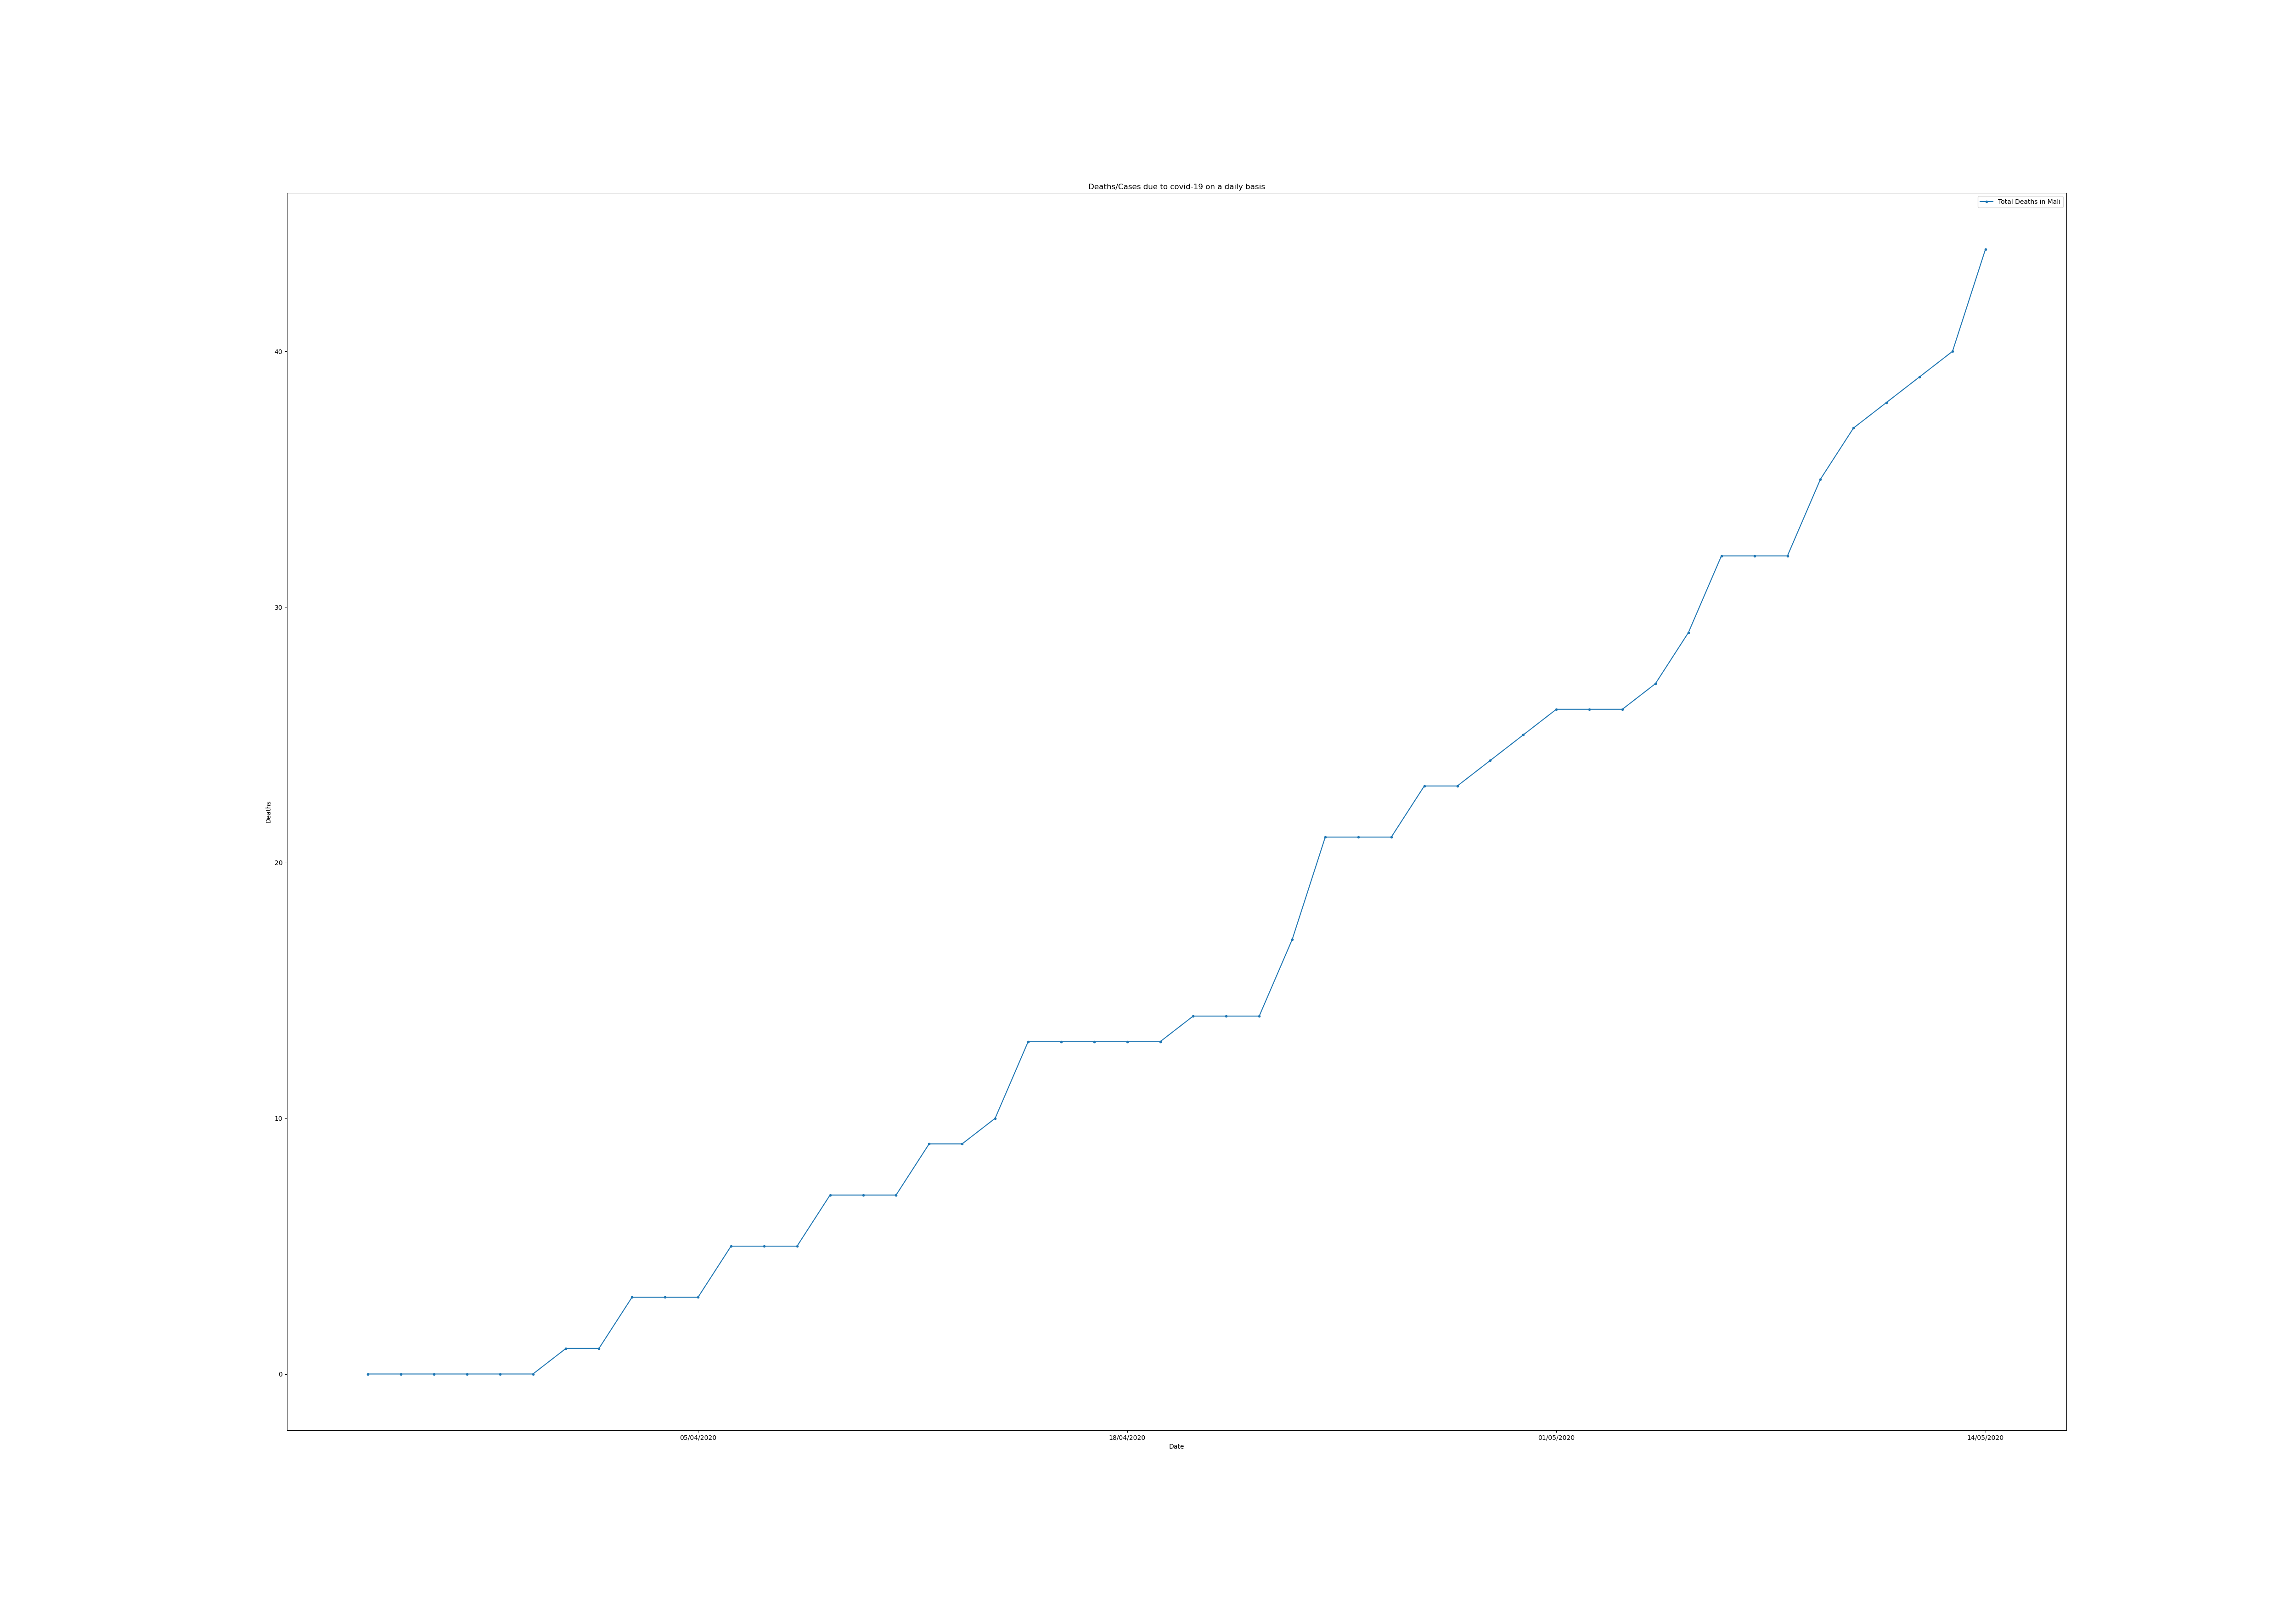 Deaths/Cases due to covid-19 on a daily basis
Total Deaths in Mali
40
30
20
10
0
Deaths
05/04/2020 18/04/2020 01/05/2020 14/05/2020
Date